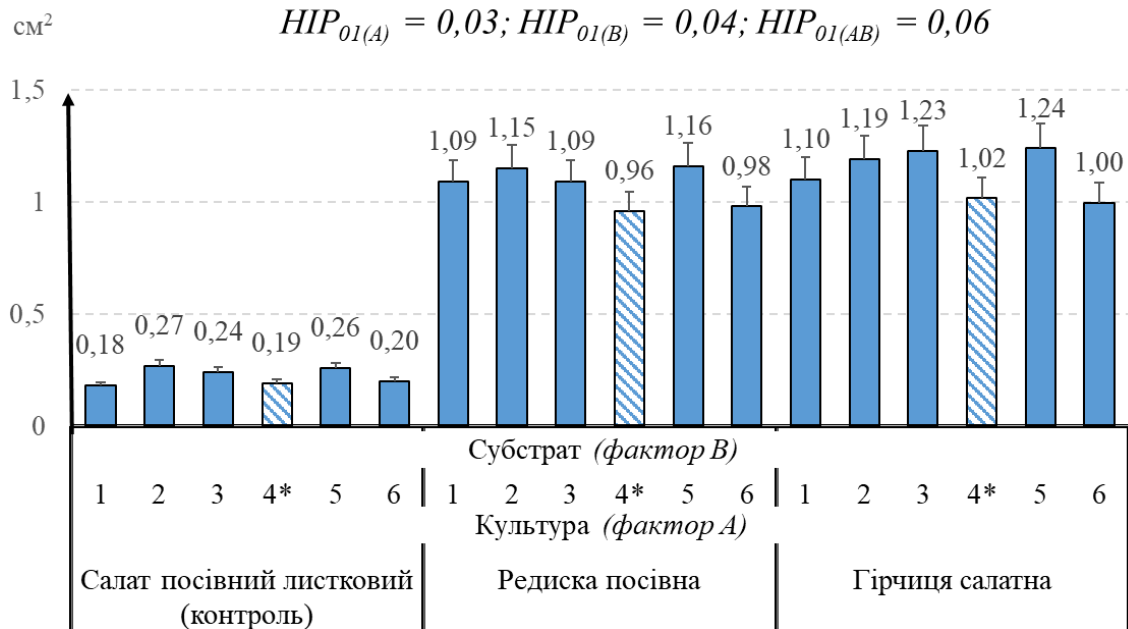 см²
НІР01(А) = 0,03; НІР01(В) = 0,04; НІР01(АВ) = 0,06
1,5
1
0,5
0
0,18 0,27 0,24 0,19 0,26 0,20 1,09 1,15 1,09 0,96 1,16 0,98 1,10 1,19 1,23 1,02 1,24 1,00
Субстрат (фактор В)
1 2 3 4* 5 6 1 2 3 4* 5 6 1 2 3 4* 5 6
Культура (фактор А)
Салат посівний листковий
(контроль)
Редиска посівна
Гірчиця салатна